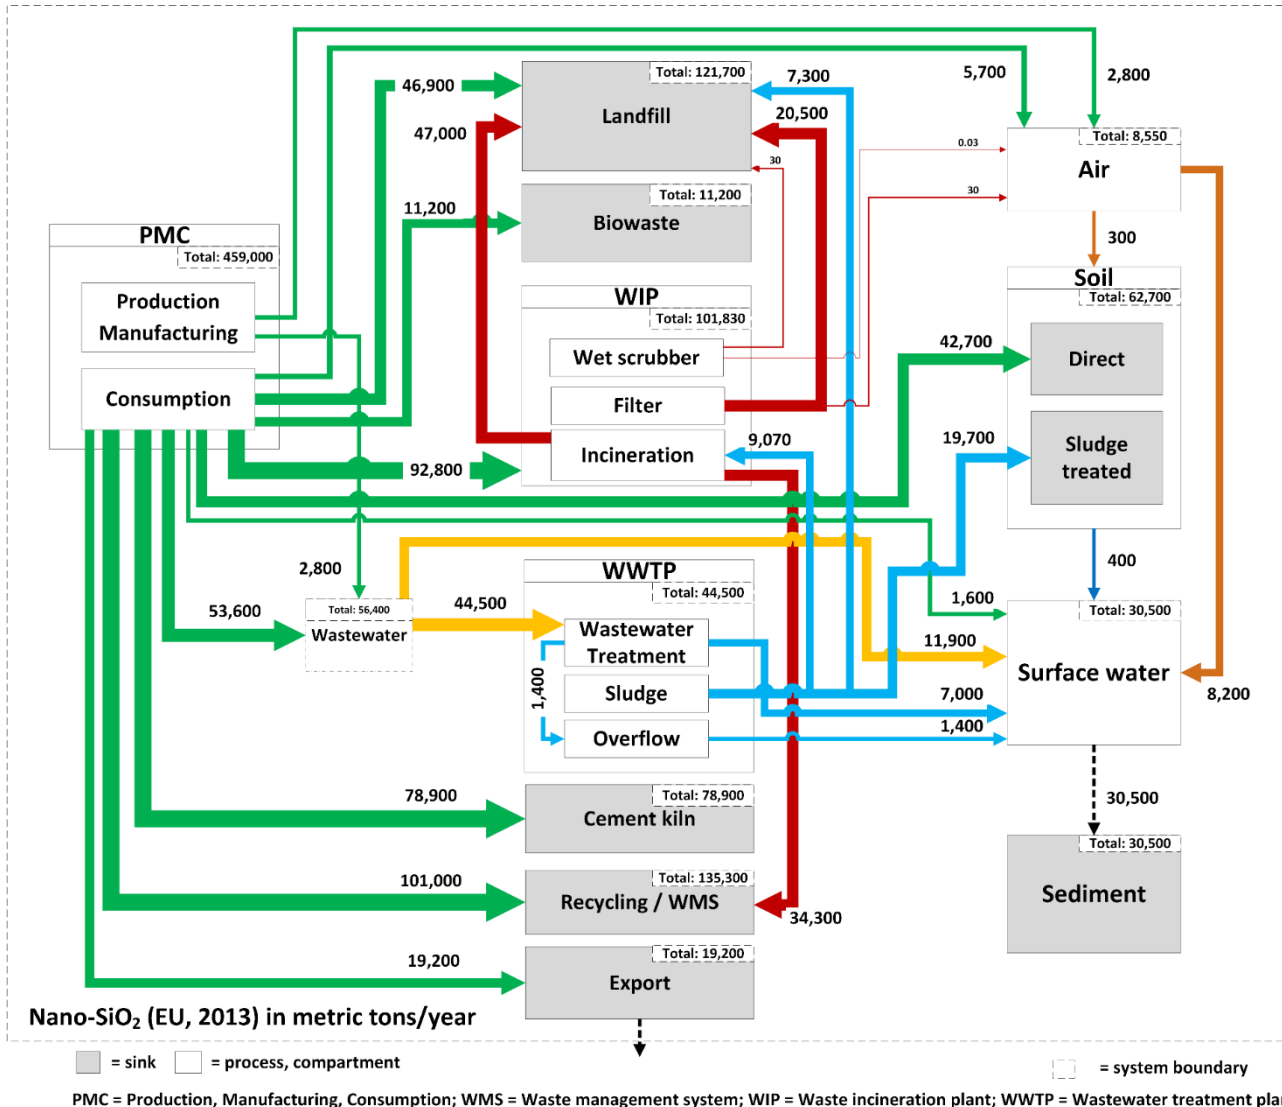 46,900
Total: 121,700
Landfill
7,300
5,700
2,800
47,000
20,500
30
0.03
Total: 8,550
Air
30
11,200
Total: 11,200
Biowaste
PMC
Total: 459,000
Production
Manufacturing
Consumption
WIP
Total: 101,830
Wet scrubber
Filter
Incineration
9,070
92,800
300
Soil
Total: 62,700
42,700
Direct
19,700
Sludge
treated
400
2,800
53,600
Total: 56,400
Wastewater
44,500
WWTP
Total: 44,500
Wastewater
Treatment
1,400
Sludge
Overflow
1,600
11,900
7,000
1,400
Total: 30,500
Surface water
8,200
30,500
78,900
Total: 78,900
Cement kiln
101,000
Total: 135,300
Recycling / WMS
34,300
Total: 30,500
Sediment
19,200
Total: 19,200
Export
Nano-SiO₂ (EU, 2013) in metric tons/year
= sink
= process, compartment
= system boundary
PMC = Production, Manufacturing, Consumption; WMS = Waste management system; WIP = Waste incineration plant; WWTP = Wastewater treatment plan